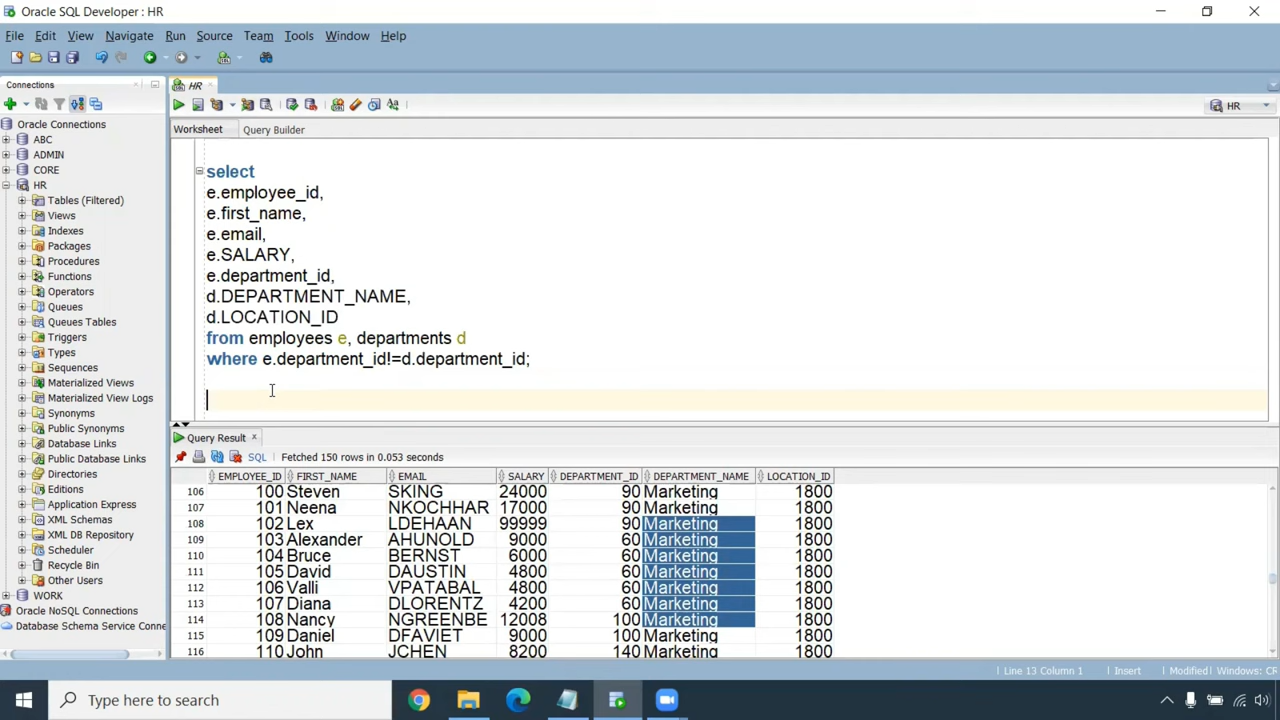 Oracle SQL Developer : HR
File Edit View Navigate Run Source Team Tools Window Help
Connections
HR
HR
Worksheet Query Builder
Oracle Connections
ABC
ADMIN
CORE
HR
Tables (Filtered)
Views
Indexes
Packages
Procedures
Functions
Operators
Queues
Queues Tables
Triggers
Types
Sequences
Materialized Views
Materialized View Logs
Synonyms
Public Synonyms
Database Links
Public Database Links
Directories
Editions
Application Express
XML Schemas
XML DB Repository
Scheduler
Recycle Bin
Other Users
WORK
Oracle NoSQL Connections
Database Schema Service Conne
select
e.employee_id,
e.first_name,
e.email,
e.SALARY,
e.department_id,
d.DEPARTMENT_NAME,
d.LOCATION_ID
from employees e, departments d
where e.department_id!=d.department_id;
Query Result
SQL Fetched 150 rows in 0.053 seconds
EMPLOYEE_ID FIRST_NAME EMAIL SALARY DEPARTMENT_ID DEPARTMENT_NAME LOCATION_ID
106 100 Steven SKING 24000 90 Marketing 1800
107 101 Neena NKOCHHAR 17000 90 Marketing 1800
108 102 Lex LDEHAAN 99999 90 Marketing 1800
109 103 Alexander AHUNOLD 9000 60 Marketing 1800
110 104 Bruce BERNST 6000 60 Marketing 1800
111 105 David DAUSTIN 4800 60 Marketing 1800
112 106 Valli VPATABAL 4800 60 Marketing 1800
113 107 Diana DLORENTZ 4200 60 Marketing 1800
114 108 Nancy NGREENBE 12008 100 Marketing 1800
115 109 Daniel DFAVIET 9000 100 Marketing 1800
116 110 John JCHEN 8200 140 Marketing 1800
Line 13 Column 1 Insert Modified Windows: CR
Type here to search